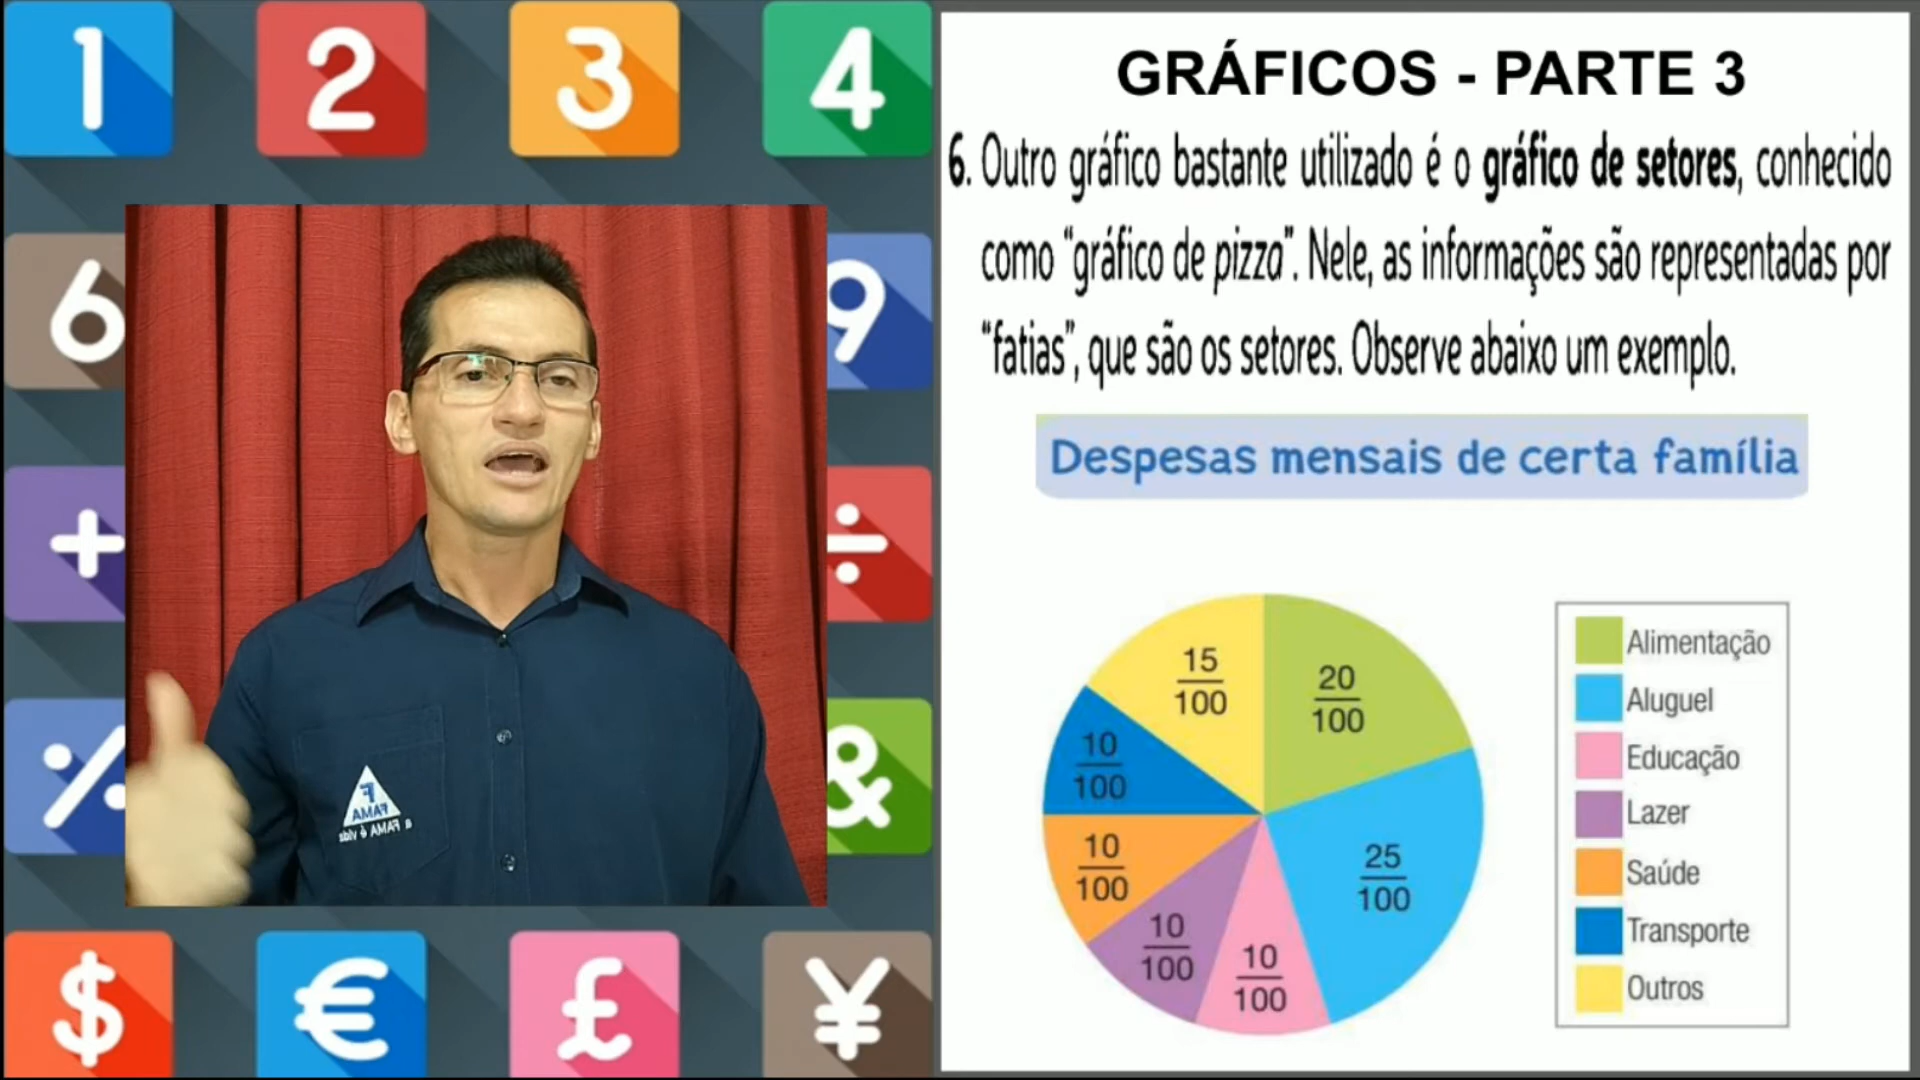 1 2 3 4
6 9
+ ÷
% &
$ € £ ¥
F
FAMA
a FAMA é vida
GRÁFICOS - PARTE 3
6. Outro gráfico bastante utilizado é o gráfico de setores, conhecido
como “gráfico de pizza”. Nele, as informações são representadas por
“fatias”, que são os setores. Observe abaixo um exemplo.
Despesas mensais de certa família
15/100
20/100
10/100
25/100
10/100
10/100
10/100
Alimentação
Aluguel
Educação
Lazer
Saúde
Transporte
Outros